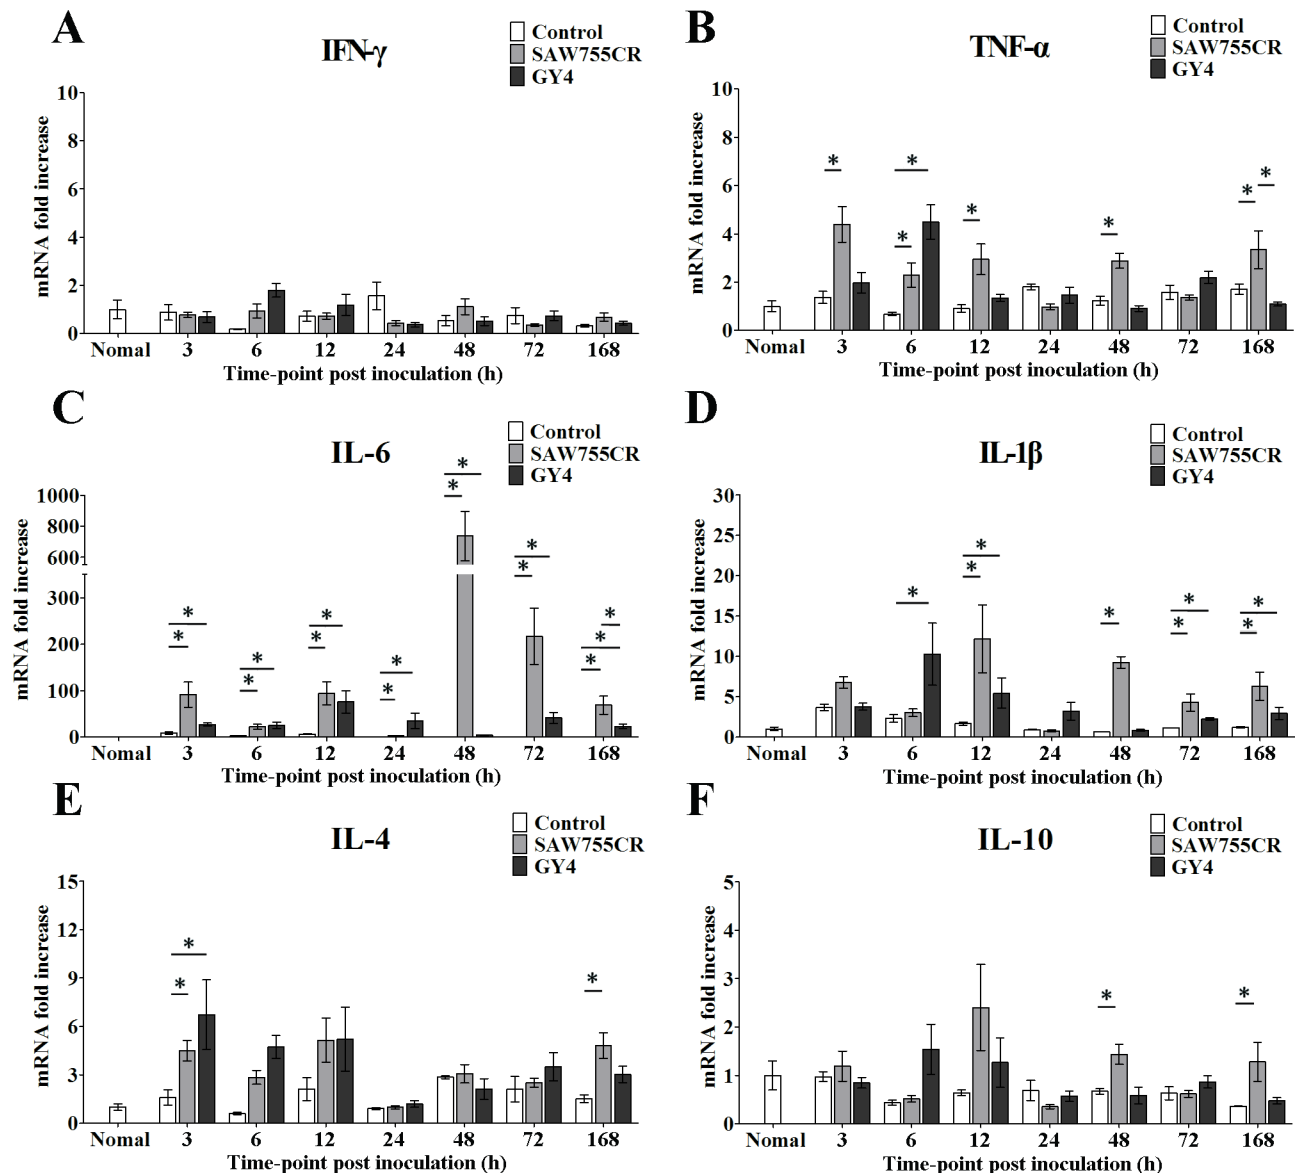 A
IFN-γ
Control
SAW755CR
GY4
mRNA fold increase
10
8
6
4
2
0
Nomal 3 6 12 24 48 72 168
Time-point post inoculation (h)
B
TNF-α
Control
SAW755CR
GY4
mRNA fold increase
10
8
6
4
2
0
* * * * * * *
Nomal 3 6 12 24 48 72 168
Time-point post inoculation (h)
C
IL-6
Control
SAW755CR
GY4
mRNA fold increase
1000
800
600
300
200
100
0
* * * * * * * * * * * * * * *
Nomal 3 6 12 24 48 72 168
Time-point post inoculation (h)
D
IL-1β
Control
SAW755CR
GY4
mRNA fold increase
30
25
20
15
10
5
0
* * * * * * * *
Nomal 3 6 12 24 48 72 168
Time-point post inoculation (h)
E
IL-4
Control
SAW755CR
GY4
mRNA fold increase
15
12
9
6
3
0
* * *
Nomal 3 6 12 24 48 72 168
Time-point post inoculation (h)
F
IL-10
Control
SAW755CR
GY4
mRNA fold increase
5
4
3
2
1
0
* *
Nomal 3 6 12 24 48 72 168
Time-point post inoculation (h)